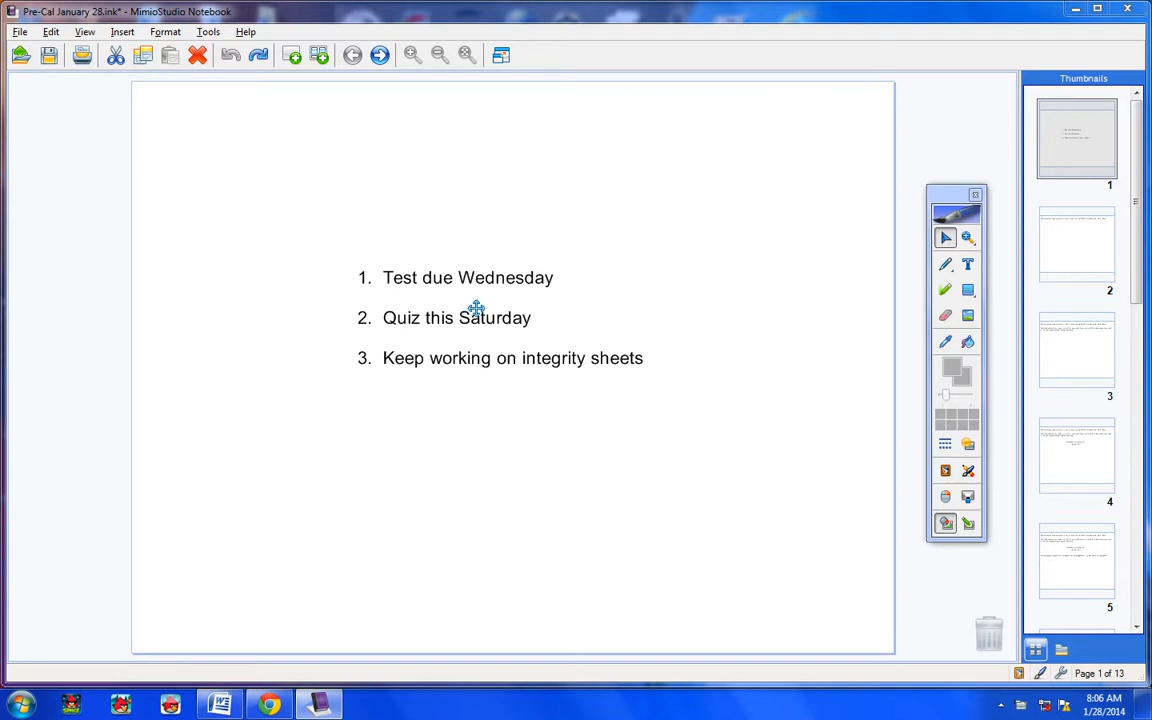 Pre-Cal January 28.ink* - MimioStudio Notebook
File Edit View Insert Format Tools Help
Thumbnails
1. Test due Wednesday
2. Quiz this Saturday
3. Keep working on integrity sheets
1
2
3
4
5
Page 1 of 13
8:06 AM
1/28/2014